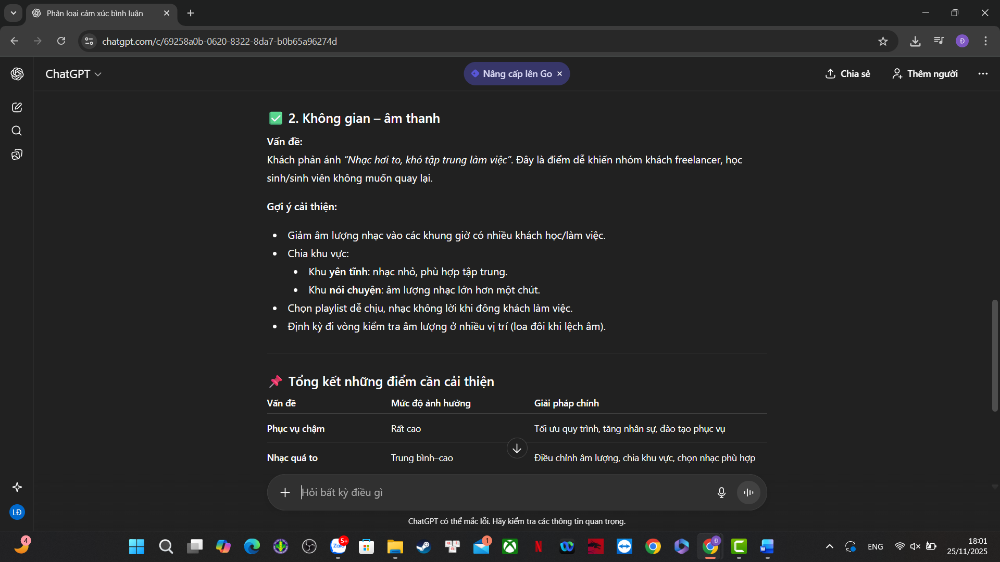 Phân loại cảm xúc bình luận
chatgpt.com/c/69258a0b-0620-8322-8da7-b0b65a96274d
Đ
ChatGPT
Nâng cấp lên Go
Chia sẻ
Thêm người
2. Không gian – âm thanh
Vấn đề:
Khách phản ánh “Nhạc hơi to, khó tập trung làm việc”. Đây là điểm dễ khiến nhóm khách freelancer, học
sinh/sinh viên không muốn quay lại.
Gợi ý cải thiện:
• Giảm âm lượng nhạc vào các khung giờ có nhiều khách học/làm việc.
• Chia khu vực:
• Khu yên tĩnh: nhạc nhỏ, phù hợp tập trung.
• Khu nói chuyện: âm lượng nhạc lớn hơn một chút.
• Chọn playlist dễ chịu, nhạc không lời khi đông khách làm việc.
• Định kỳ đi vòng kiểm tra âm lượng ở nhiều vị trí (loa đôi khi lệch âm).
Tổng kết những điểm cần cải thiện
Vấn đề Mức độ ảnh hưởng Giải pháp chính
Phục vụ chậm Rất cao Tối ưu quy trình, tăng nhân sự, đào tạo phục vụ
Nhạc quá to Trung bình–cao Điều chỉnh âm lượng, chia khu vực, chọn nhạc phù hợp
Hỏi bất kỳ điều gì
LĐ
ChatGPT có thể mắc lỗi. Hãy kiểm tra các thông tin quan trọng.
4
Zalo
5+
1
N
Đ
C
W
ENG
18:01
25/11/2025